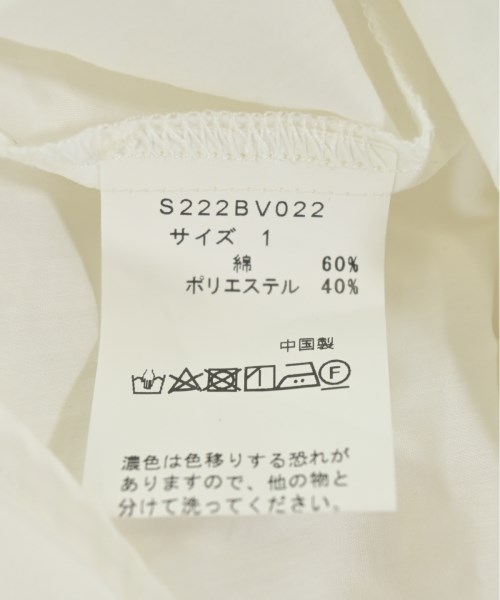 S222BV022
サイズ 1
綿 60%
ポリエステル 40%
中国製
F
濃色は色移りする恐れが
ありますので、他の物と
分けて洗ってください。